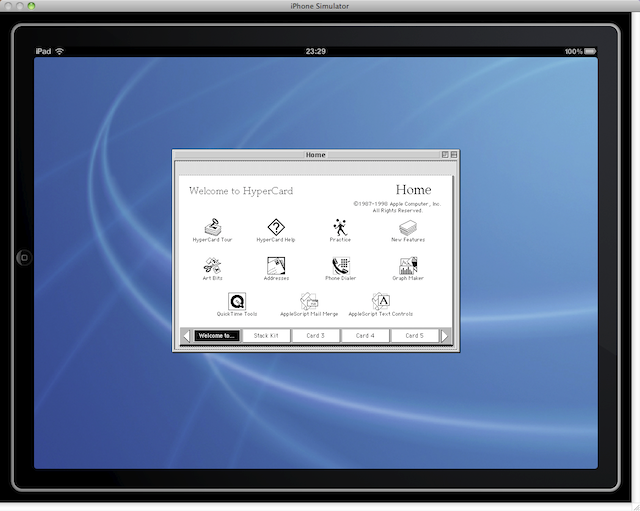 iPhone Simulator
iPad 23:29 100%
Home
Welcome to HyperCard
Home
©1987-1998 Apple Computer, Inc.
All Rights Reserved.
HyperCard Tour HyperCard Help Practice New Features
Art Bits Addresses Phone Dialer Graph Maker
QuickTime Tools AppleScript Mail Merge AppleScript Text Controls
Welcome to... Stack Kit Card 3 Card 4 Card 5